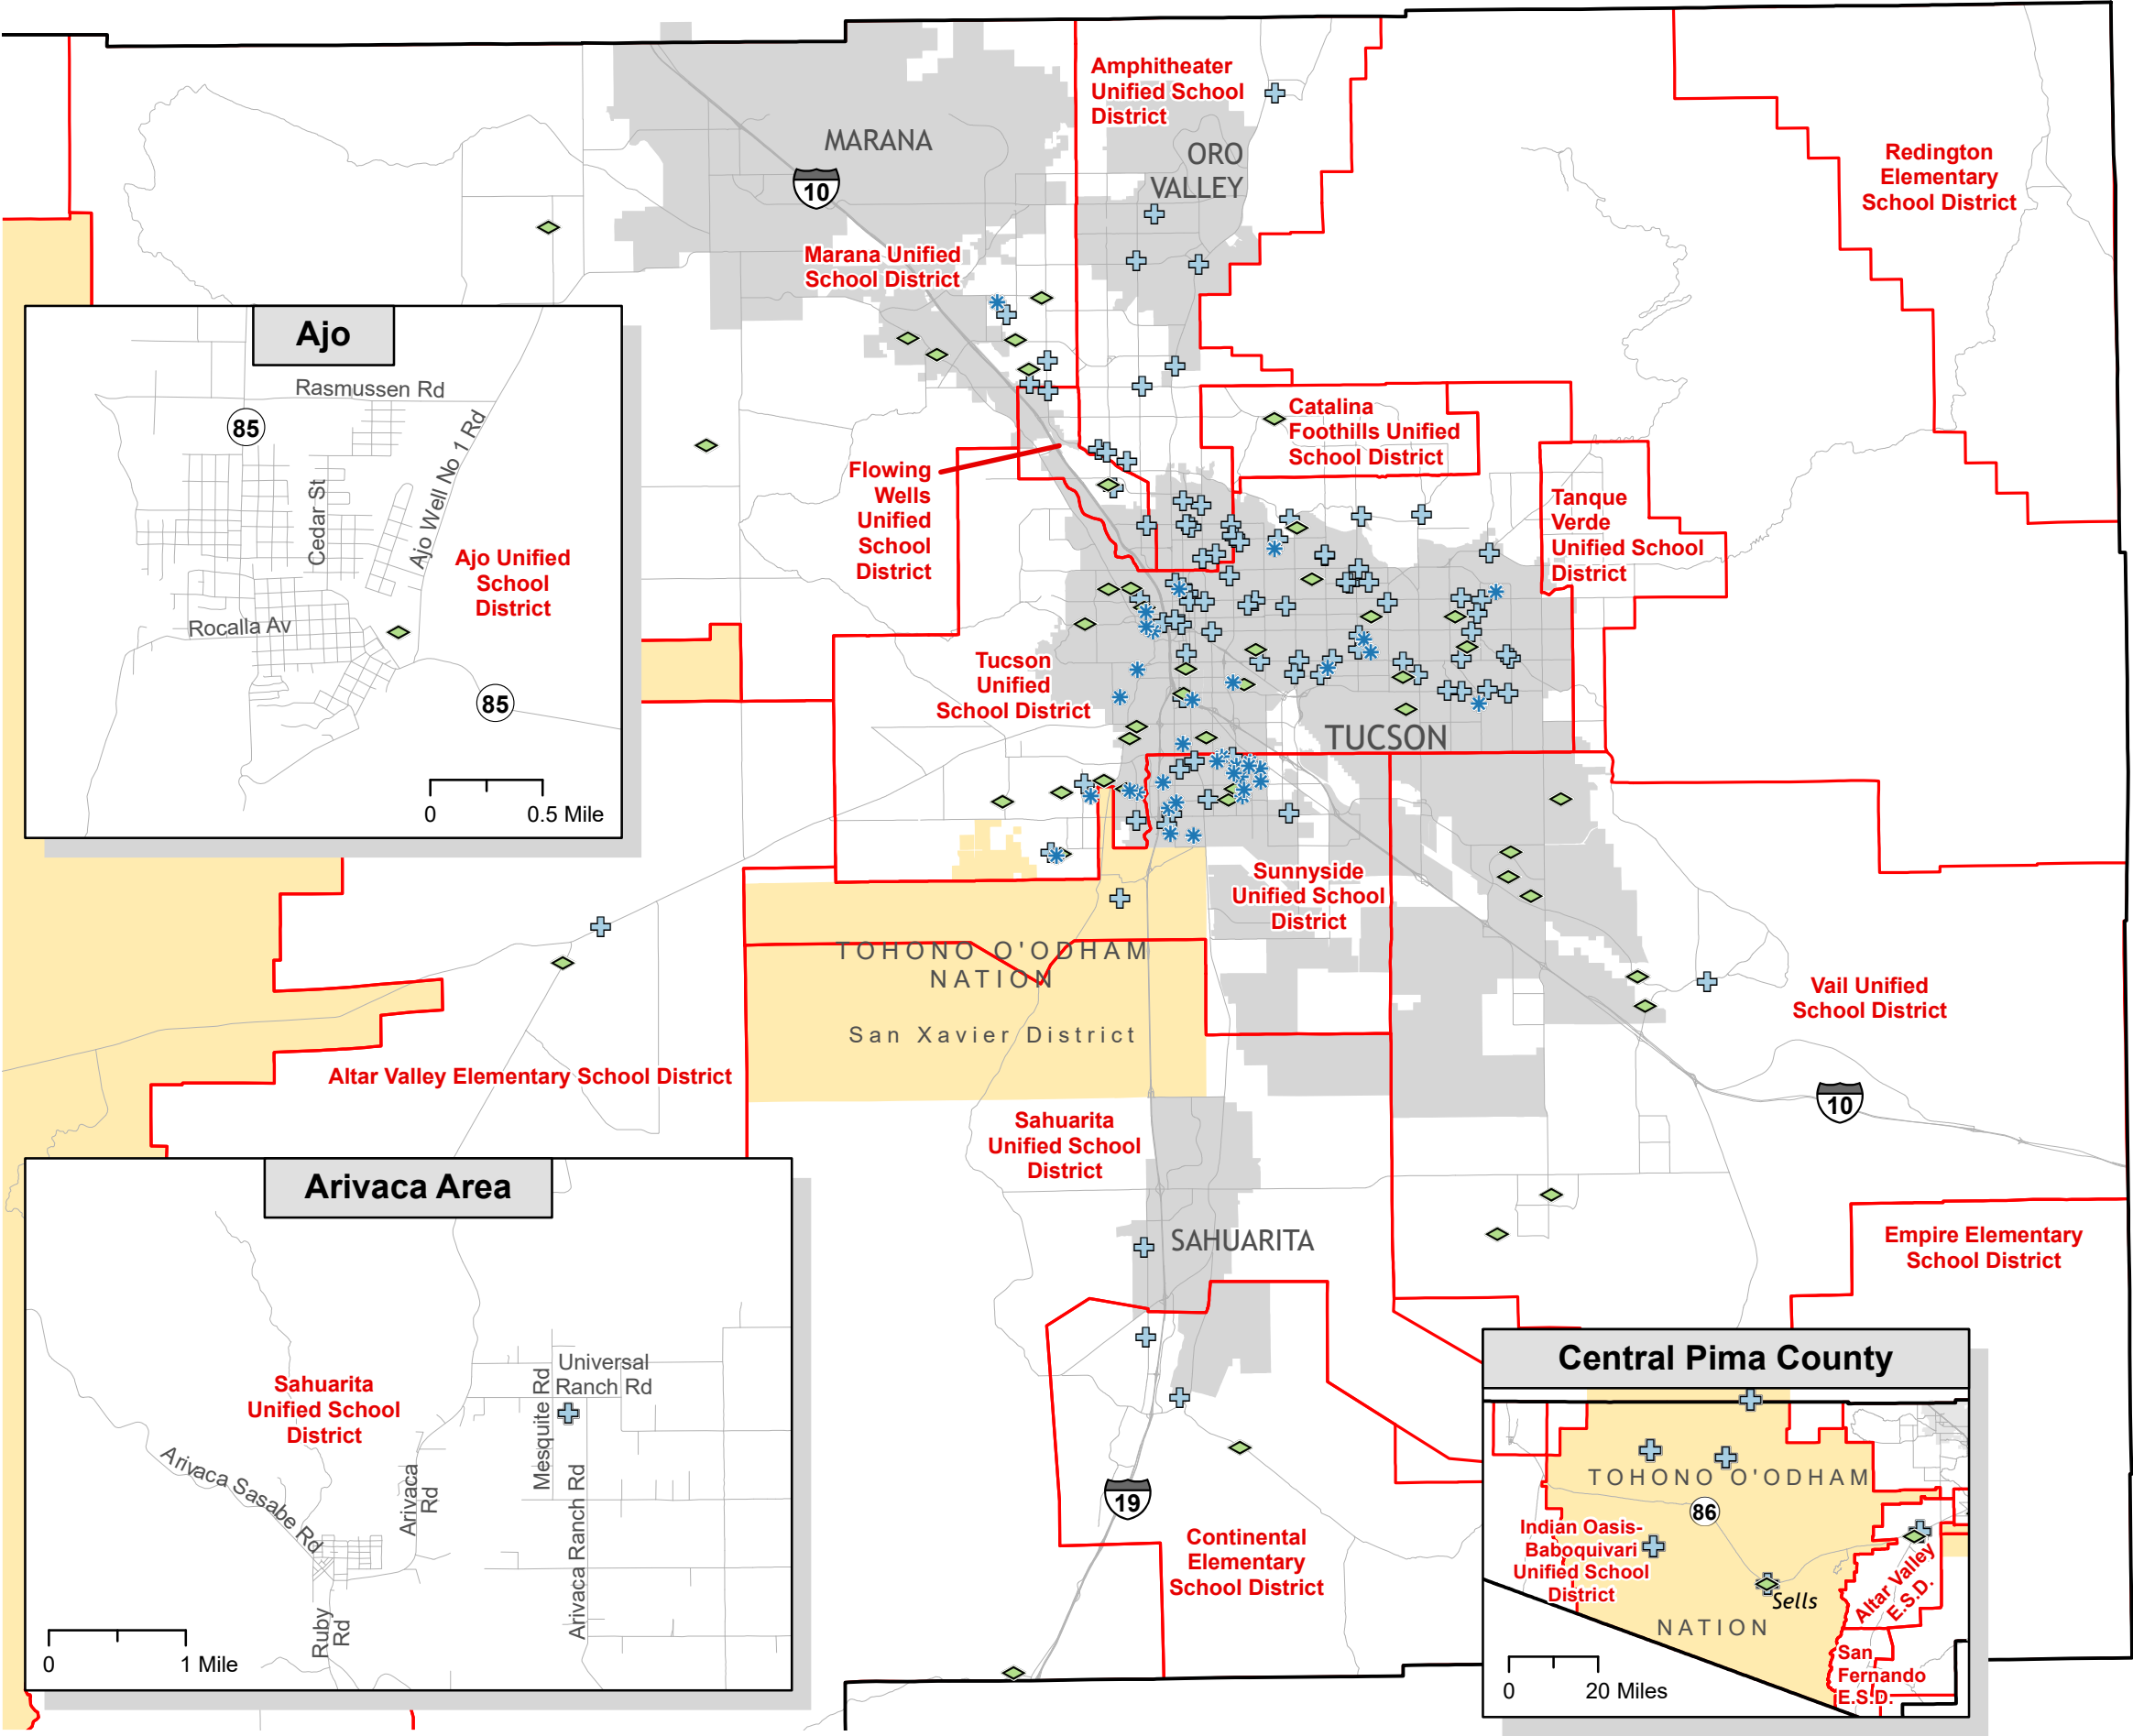 Amphitheater
Unified School
District
MARANA
ORO
VALLEY
10
Redington
Elementary
School District
Marana Unified
School District
Ajo
Rasmussen Rd
85
Cedar St
Ajo Well No 1 Rd
Ajo Unified
School
District
Rocalla Av
85
0
0.5 Mile
Catalina
Foothills Unified
School District
Flowing
Wells
Unified
School
District
Tanque
Verde
Unified School
District
Tucson
Unified
School District
TUCSON
Sunnyside
Unified School
District
TOHONO O'ODHAM
NATION
San Xavier District
Vail Unified
School District
Altar Valley Elementary School District
10
Sahuarita
Unified School
District
Arivaca Area
SAHUARITA
Empire Elementary
School District
Universal
Ranch Rd
Mesquite Rd
Sahuarita
Unified School
District
Arivaca Sasabe Rd
Arivaca
Rd
Arivaca Ranch Rd
Ruby
Rd
0
1 Mile
19
Continental
Elementary
School District
Central Pima County
TOHONO O'ODHAM
86
Indian Oasis-
Baboquivari
Unified School
District
Sells
Altar Valley
E.S.D.
NATION
San
Fernando
E.S.D.
0
20 Miles